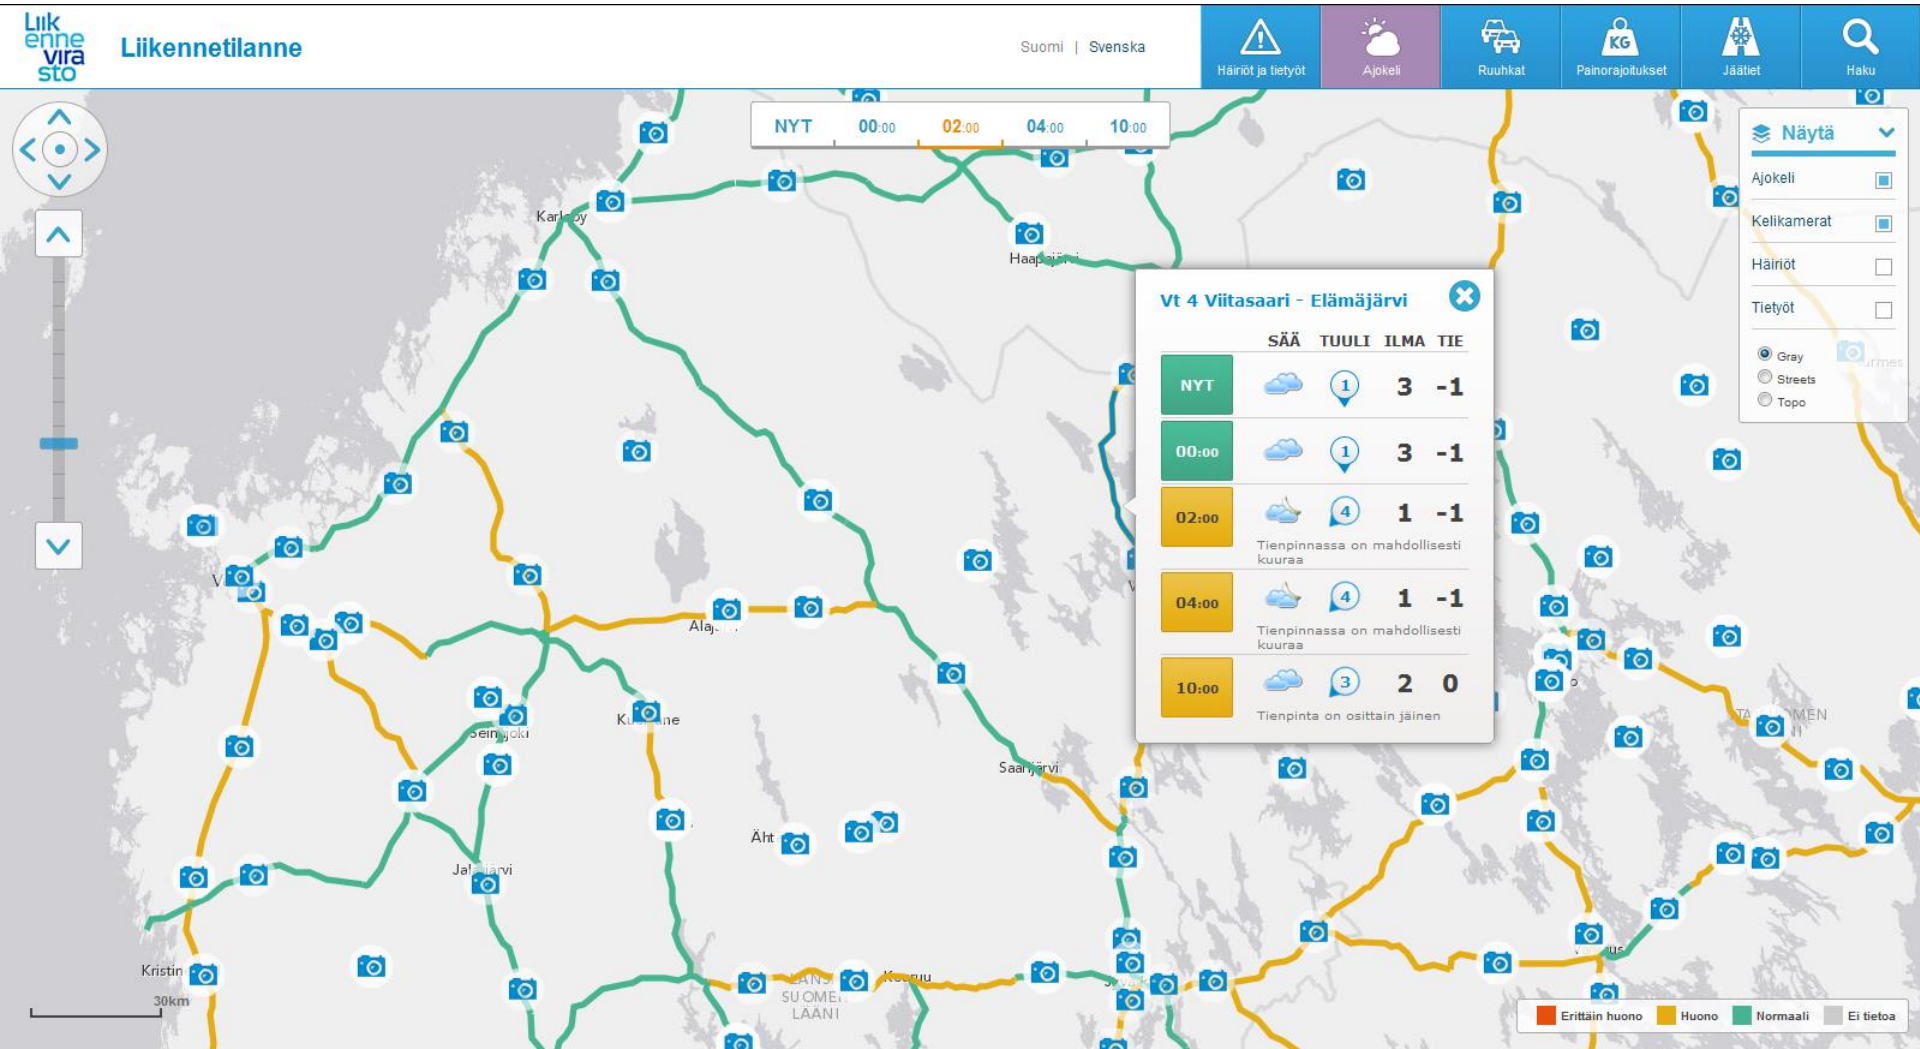 Liik
enne
vira
sto
Liikennetilanne
Suomi | Svenska
Häiriöt ja tietyöt
Ajokeli
Ruuhkat
KG
Painorajoitukset
Jäätiet
Haku
NYT 00:00 02:00 04:00 10:00
Näytä
Ajokeli
Kelikamerat
Häiriöt
Tietyöt
Gray
Streets
Topo
Vt 4 Viitasaari - Elämäjärvi
SÄÄ TUULI ILMA TIE
NYT 1 3 -1
00:00 1 3 -1
02:00 4 1 -1
Tienpinnassa on mahdollisesti
kuuraa
04:00 4 1 -1
Tienpinnassa on mahdollisesti
kuuraa
10:00 3 2 0
Tienpinta on osittain jäinen
Saarijärvi
Äht
Kristin
LÄÄNI
30km
Erittäin huono Huono Normaali Ei tietoa